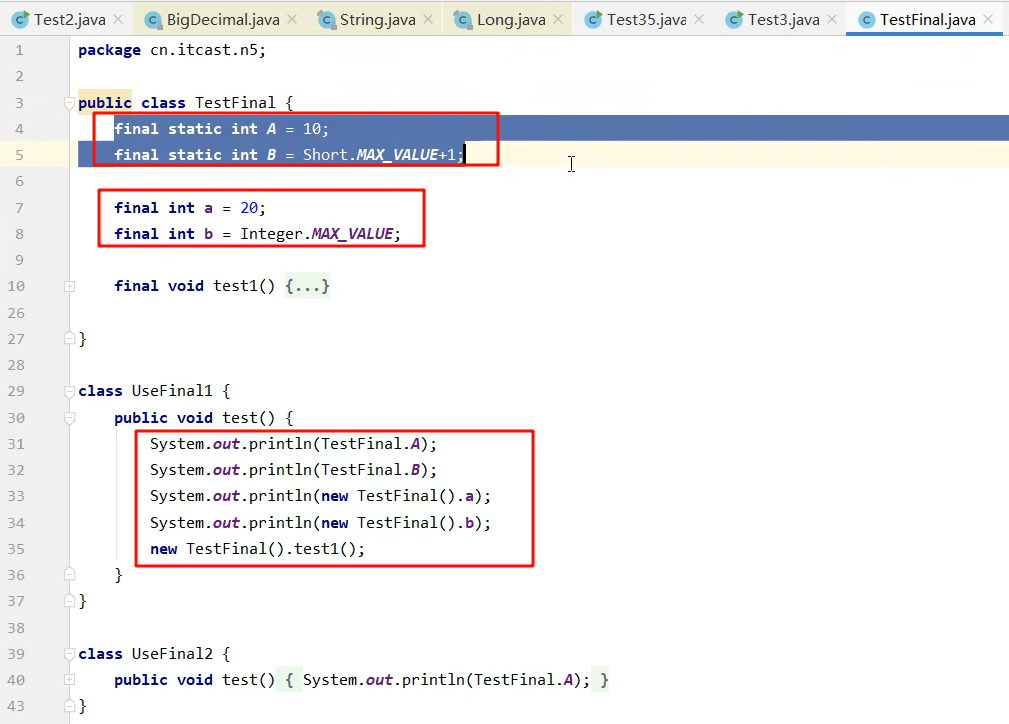 Test2.java BigDecimal.java String.java Long.java Test35.java Test3.java TestFinal.java
1 package cn.itcast.n5;
2
3 public class TestFinal {
4 final static int A = 10;
5 final static int B = Short.MAX_VALUE+1;
6
7 final int a = 20;
8 final int b = Integer.MAX_VALUE;
9
10 final void test1() {...}
26
27 }
28
29 class UseFinal1 {
30 public void test() {
31 System.out.println(TestFinal.A);
32 System.out.println(TestFinal.B);
33 System.out.println(new TestFinal().a);
34 System.out.println(new TestFinal().b);
35 new TestFinal().test1();
36 }
37 }
38
39 class UseFinal2 {
40 public void test() { System.out.println(TestFinal.A); }
43 }